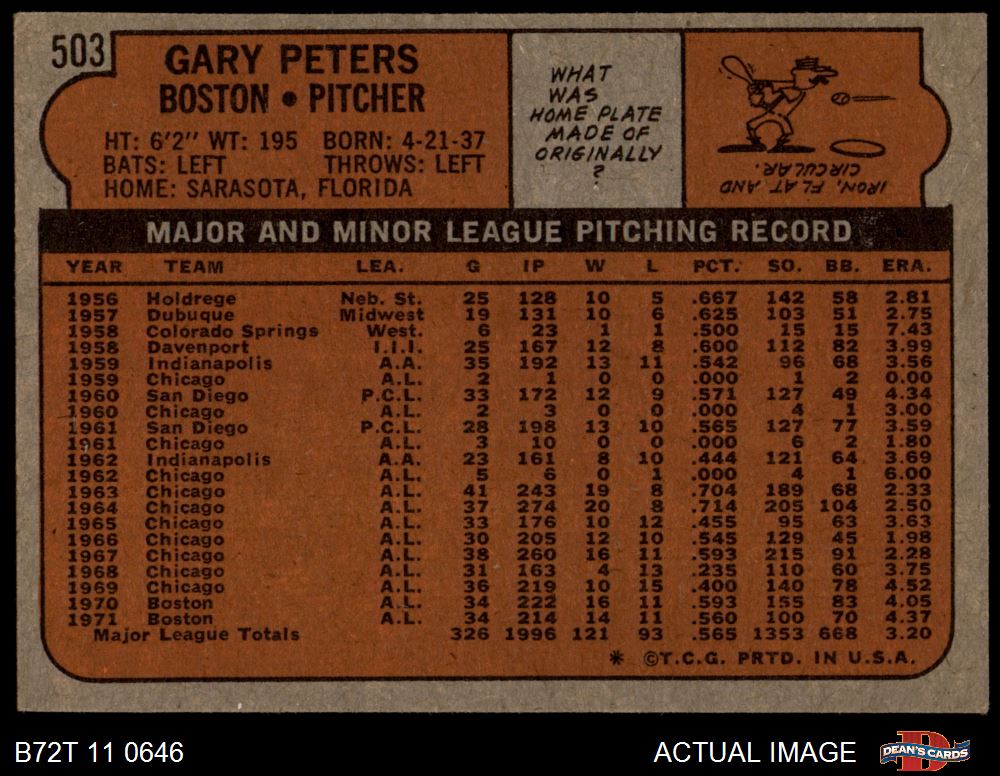 503
GARY PETERS
BOSTON • PITCHER
HT: 6'2" WT: 195 BORN: 4-21-37
BATS: LEFT THROWS: LEFT
HOME: SARASOTA, FLORIDA
WHAT
WAS
HOME PLATE
MADE OF
ORIGINALLY
?
IRON, FLAT AND
CIRCULAR.
MAJOR AND MINOR LEAGUE PITCHING RECORD
YEAR TEAM LEA. G IP W L PCT. SO. BB. ERA.
1956 Holdrege Neb. St. 25 128 10 5 .667 142 58 2.81
1957 Dubuque Midwest 19 131 10 6 .625 103 51 2.75
1958 Colorado Springs West. 6 23 1 1 .500 15 15 7.43
1958 Davenport I.I.I. 25 167 12 8 .600 112 82 3.99
1959 Indianapolis A.A. 35 192 13 11 .542 96 68 3.56
1959 Chicago A.L. 2 1 0 0 .000 1 2 0.00
1960 San Diego P.C.L. 33 172 12 9 .571 127 49 4.34
1960 Chicago A.L. 2 3 0 0 .000 4 1 3.00
1961 San Diego P.C.L. 28 198 13 10 .565 127 77 3.59
1961 Chicago A.L. 3 10 0 0 .000 6 2 1.80
1962 Indianapolis A.A. 23 161 8 10 .444 121 64 3.69
1962 Chicago A.L. 5 6 0 1 .000 4 1 6.00
1963 Chicago A.L. 41 243 19 8 .704 189 68 2.33
1964 Chicago A.L. 37 274 20 8 .714 205 104 2.50
1965 Chicago A.L. 33 176 10 12 .455 95 63 3.63
1966 Chicago A.L. 30 205 12 10 .545 129 45 1.98
1967 Chicago A.L. 38 260 16 11 .593 215 91 2.28
1968 Chicago A.L. 31 163 4 13 .235 110 60 3.75
1969 Chicago A.L. 36 219 10 15 .400 140 78 4.52
1970 Boston A.L. 34 222 16 11 .593 155 83 4.05
1971 Boston A.L. 34 214 14 11 .560 100 70 4.37
Major League Totals 326 1996 121 93 .565 1353 668 3.20
* ©T.C.G. PRTD. IN U.S.A.
B72T 11 0646
ACTUAL IMAGE
DEAN'S CARDS